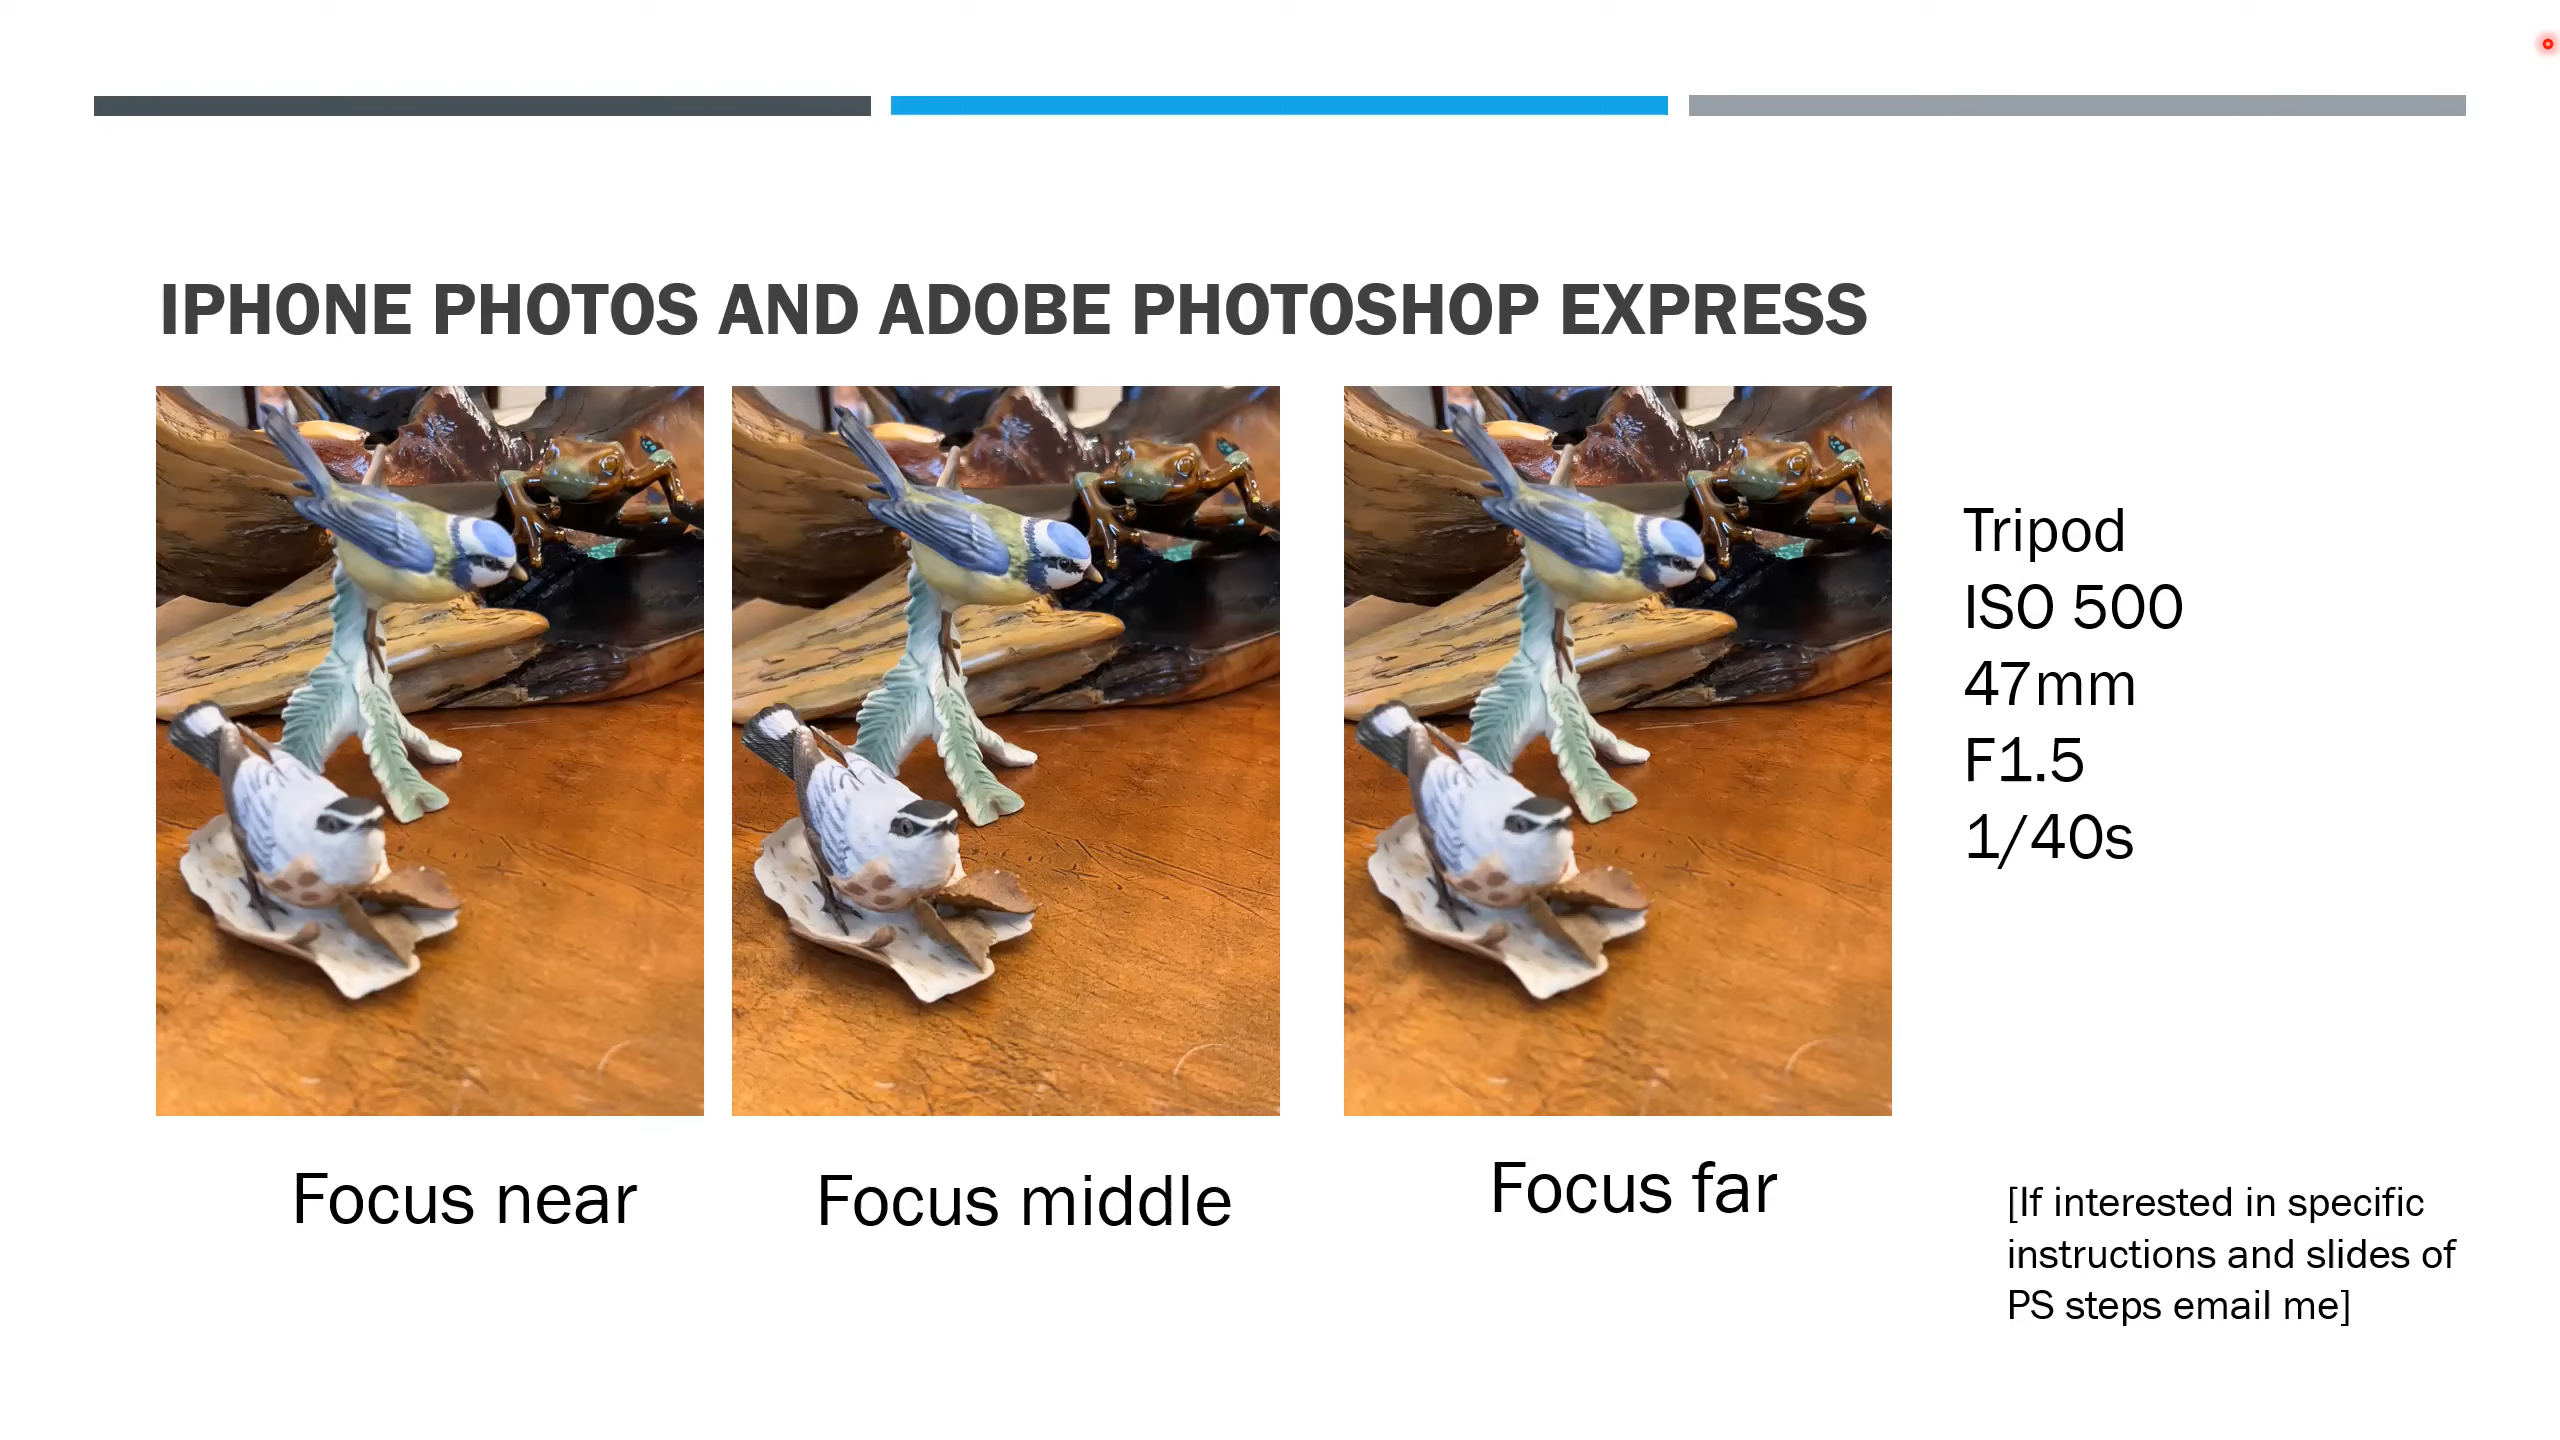 IPHONE PHOTOS AND ADOBE PHOTOSHOP EXPRESS
Tripod
ISO 500
47mm
F1.5
1/40s
Focus near
Focus middle
Focus far
[If interested in specific
instructions and slides of
PS steps email me]